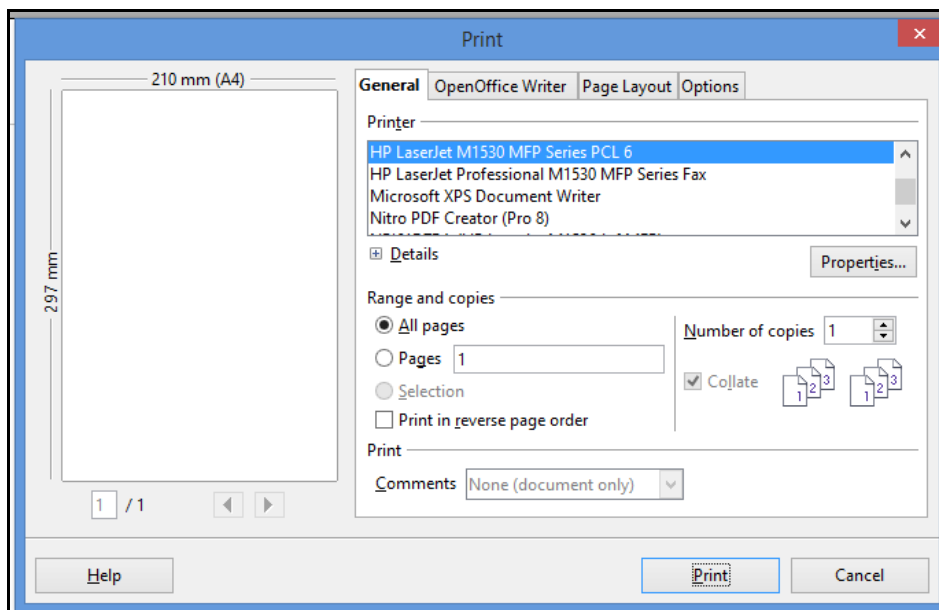 Print
210 mm (A4)
297 mm
1 / 1
General OpenOffice Writer Page Layout Options
Printer
HP LaserJet M1530 MFP Series PCL 6
HP LaserJet Professional M1530 MFP Series Fax
Microsoft XPS Document Writer
Nitro PDF Creator (Pro 8)
Details
Properties...
Range and copies
All pages
Pages 1
Selection
Print in reverse page order
Number of copies 1
Collate
1 2 3 1 2 3
Print
Comments None (document only)
Help Print Cancel